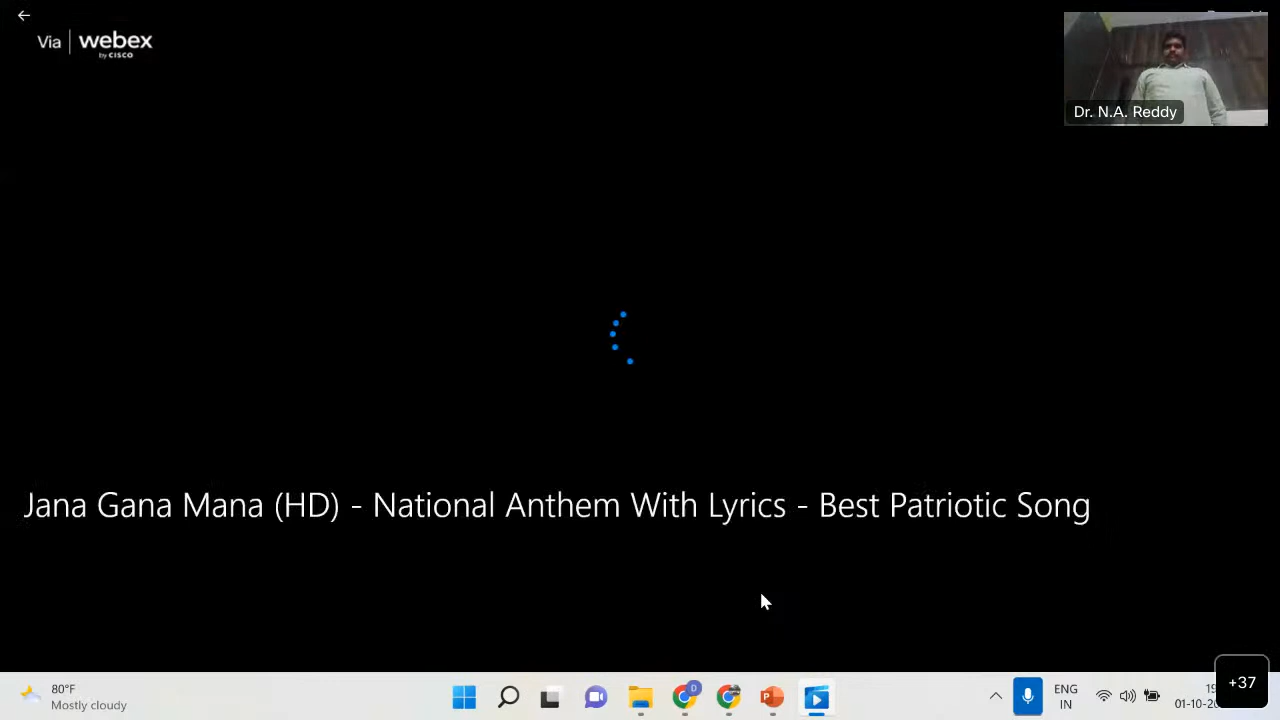 Via webex
by CISCO
Dr. N.A. Reddy
Jana Gana Mana (HD) - National Anthem With Lyrics - Best Patriotic Song
80°F
Mostly cloudy
ENG
IN
+37